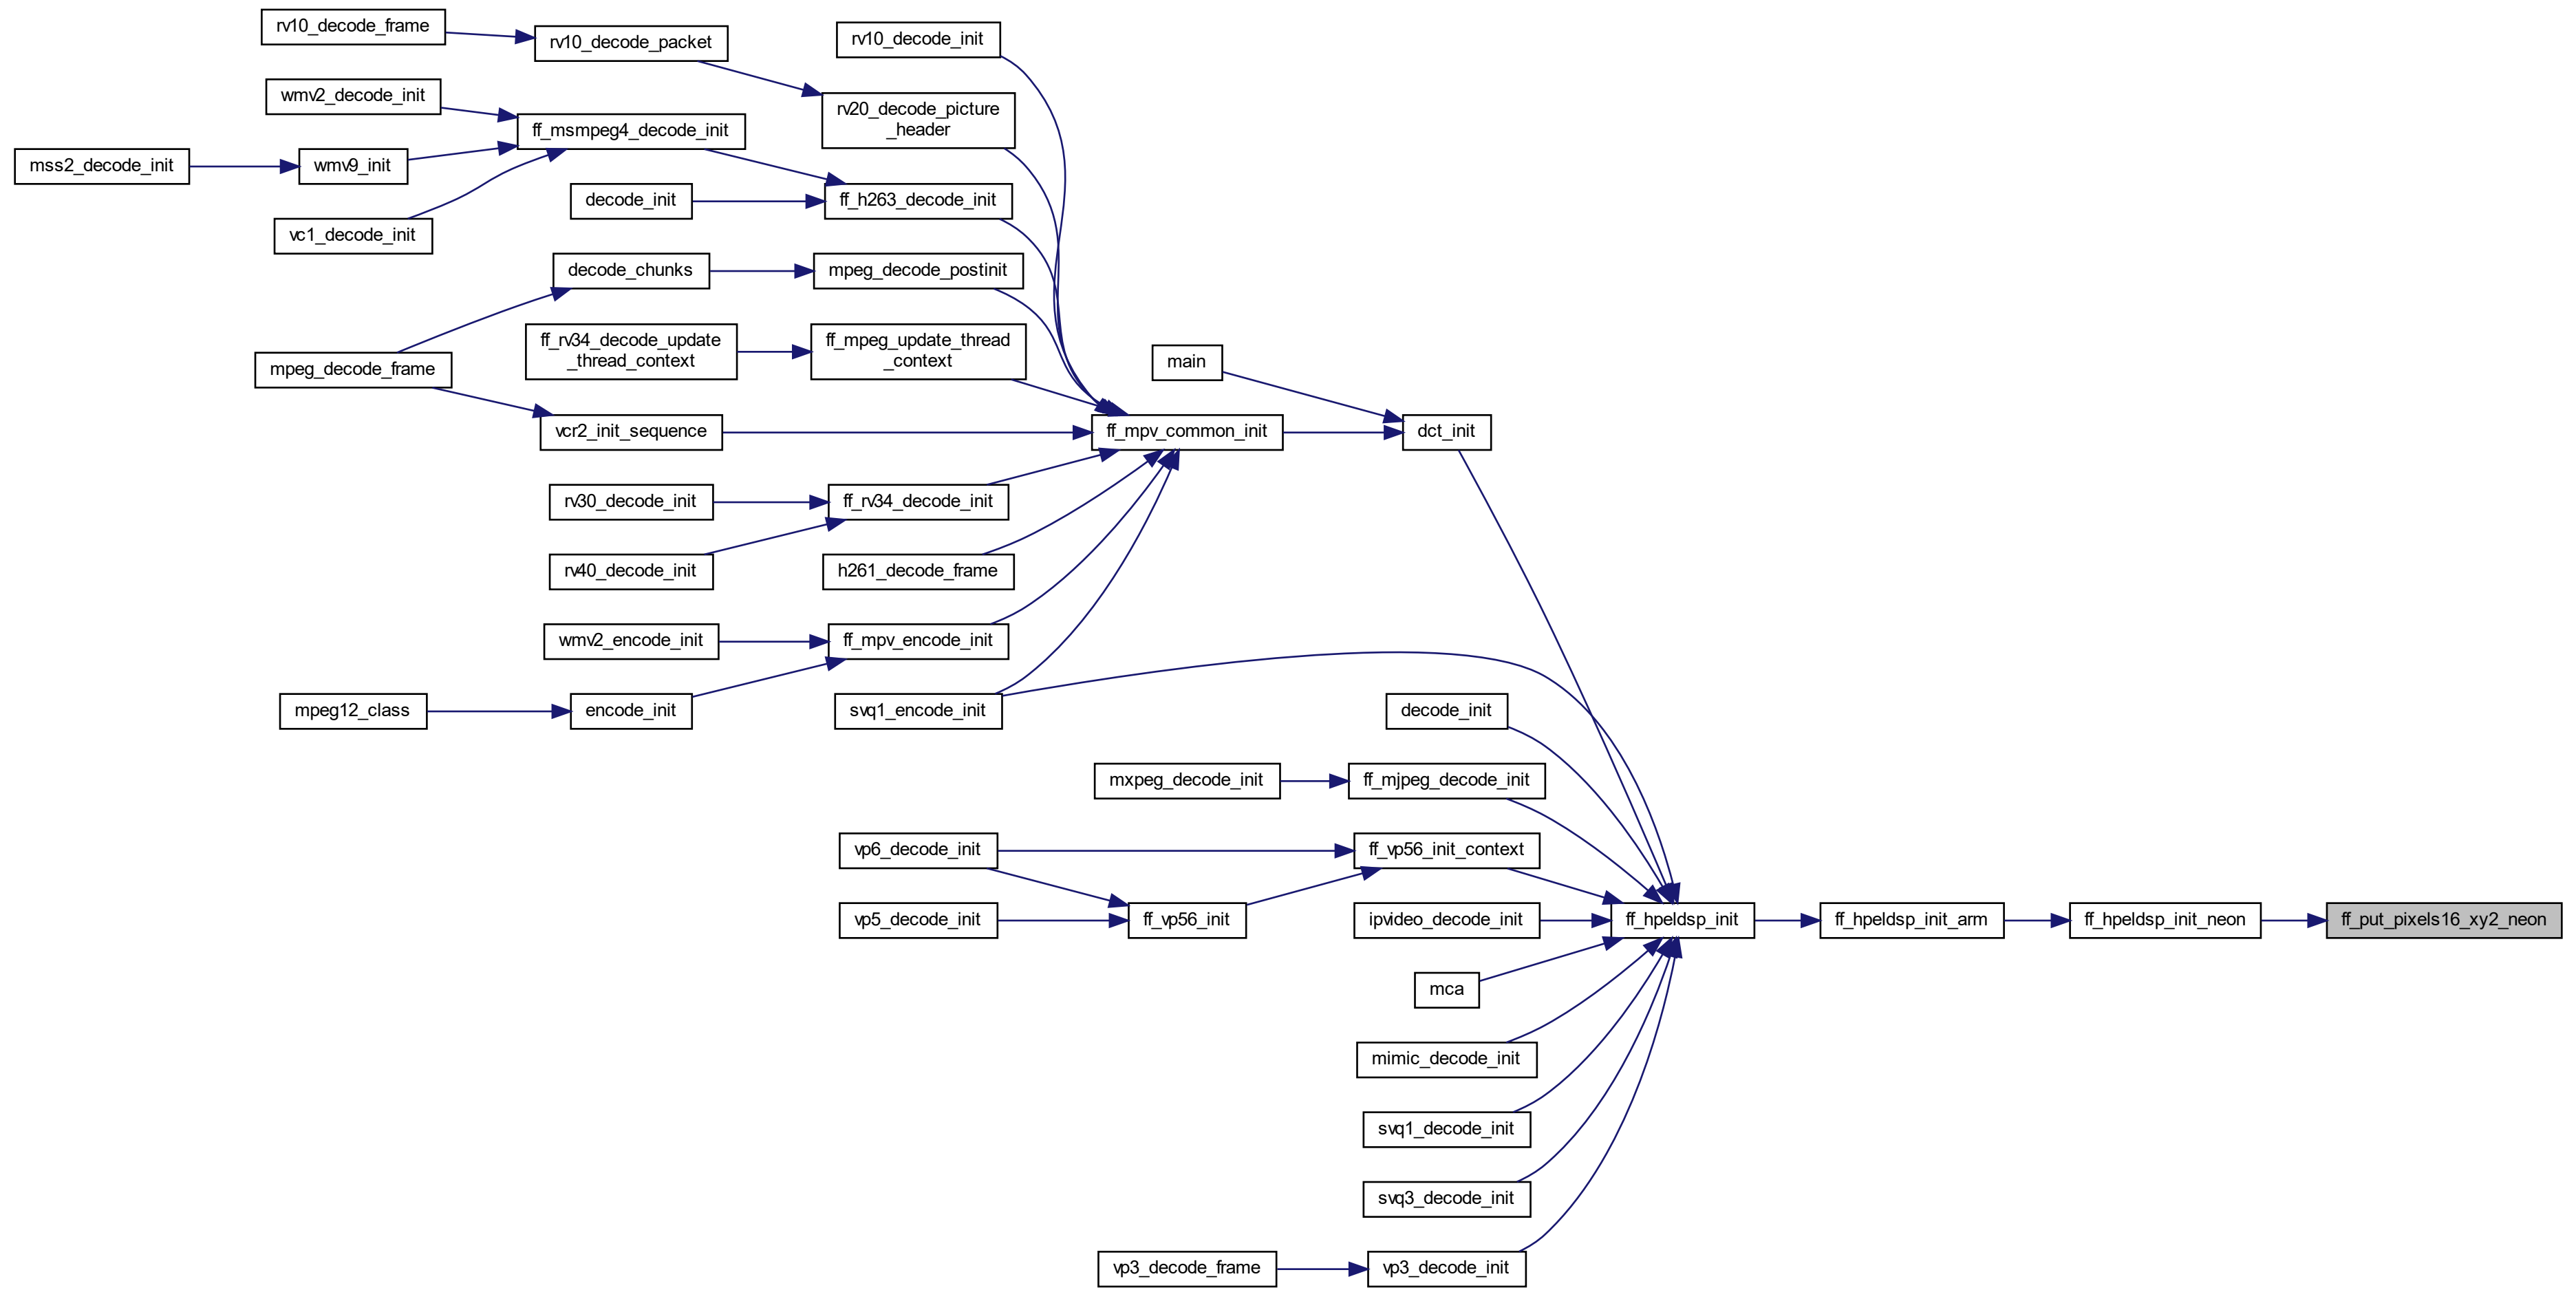 rv10_decode_frame
rv10_decode_packet
rv10_decode_init
wmv2_decode_init
rv20_decode_picture
_header
ff_msmpeg4_decode_init
mss2_decode_init
wmv9_init
decode_init
ff_h263_decode_init
vc1_decode_init
decode_chunks
mpeg_decode_postinit
ff_rv34_decode_update
_thread_context
ff_mpeg_update_thread
_context
mpeg_decode_frame
main
vcr2_init_sequence
ff_mpv_common_init
dct_init
rv30_decode_init
ff_rv34_decode_init
rv40_decode_init
h261_decode_frame
wmv2_encode_init
ff_mpv_encode_init
mpeg12_class
encode_init
svq1_encode_init
decode_init
mxpeg_decode_init
ff_mjpeg_decode_init
vp6_decode_init
ff_vp56_init_context
vp5_decode_init
ff_vp56_init
ipvideo_decode_init
ff_hpeldsp_init
ff_hpeldsp_init_arm
ff_hpeldsp_init_neon
ff_put_pixels16_xy2_neon
mca
mimic_decode_init
svq1_decode_init
svq3_decode_init
vp3_decode_frame
vp3_decode_init